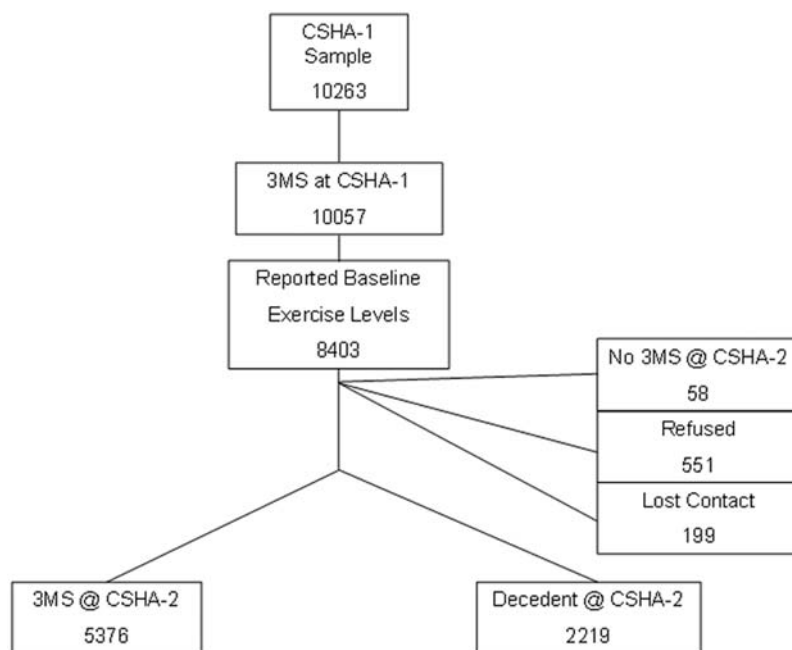 CSHA-1
Sample
10263
3MS at CSHA-1
10057
Reported Baseline
Exercise Levels
8403
No 3MS @ CSHA-2
58
Refused
551
Lost Contact
199
3MS @ CSHA-2
5376
Decedent @ CSHA-2
2219